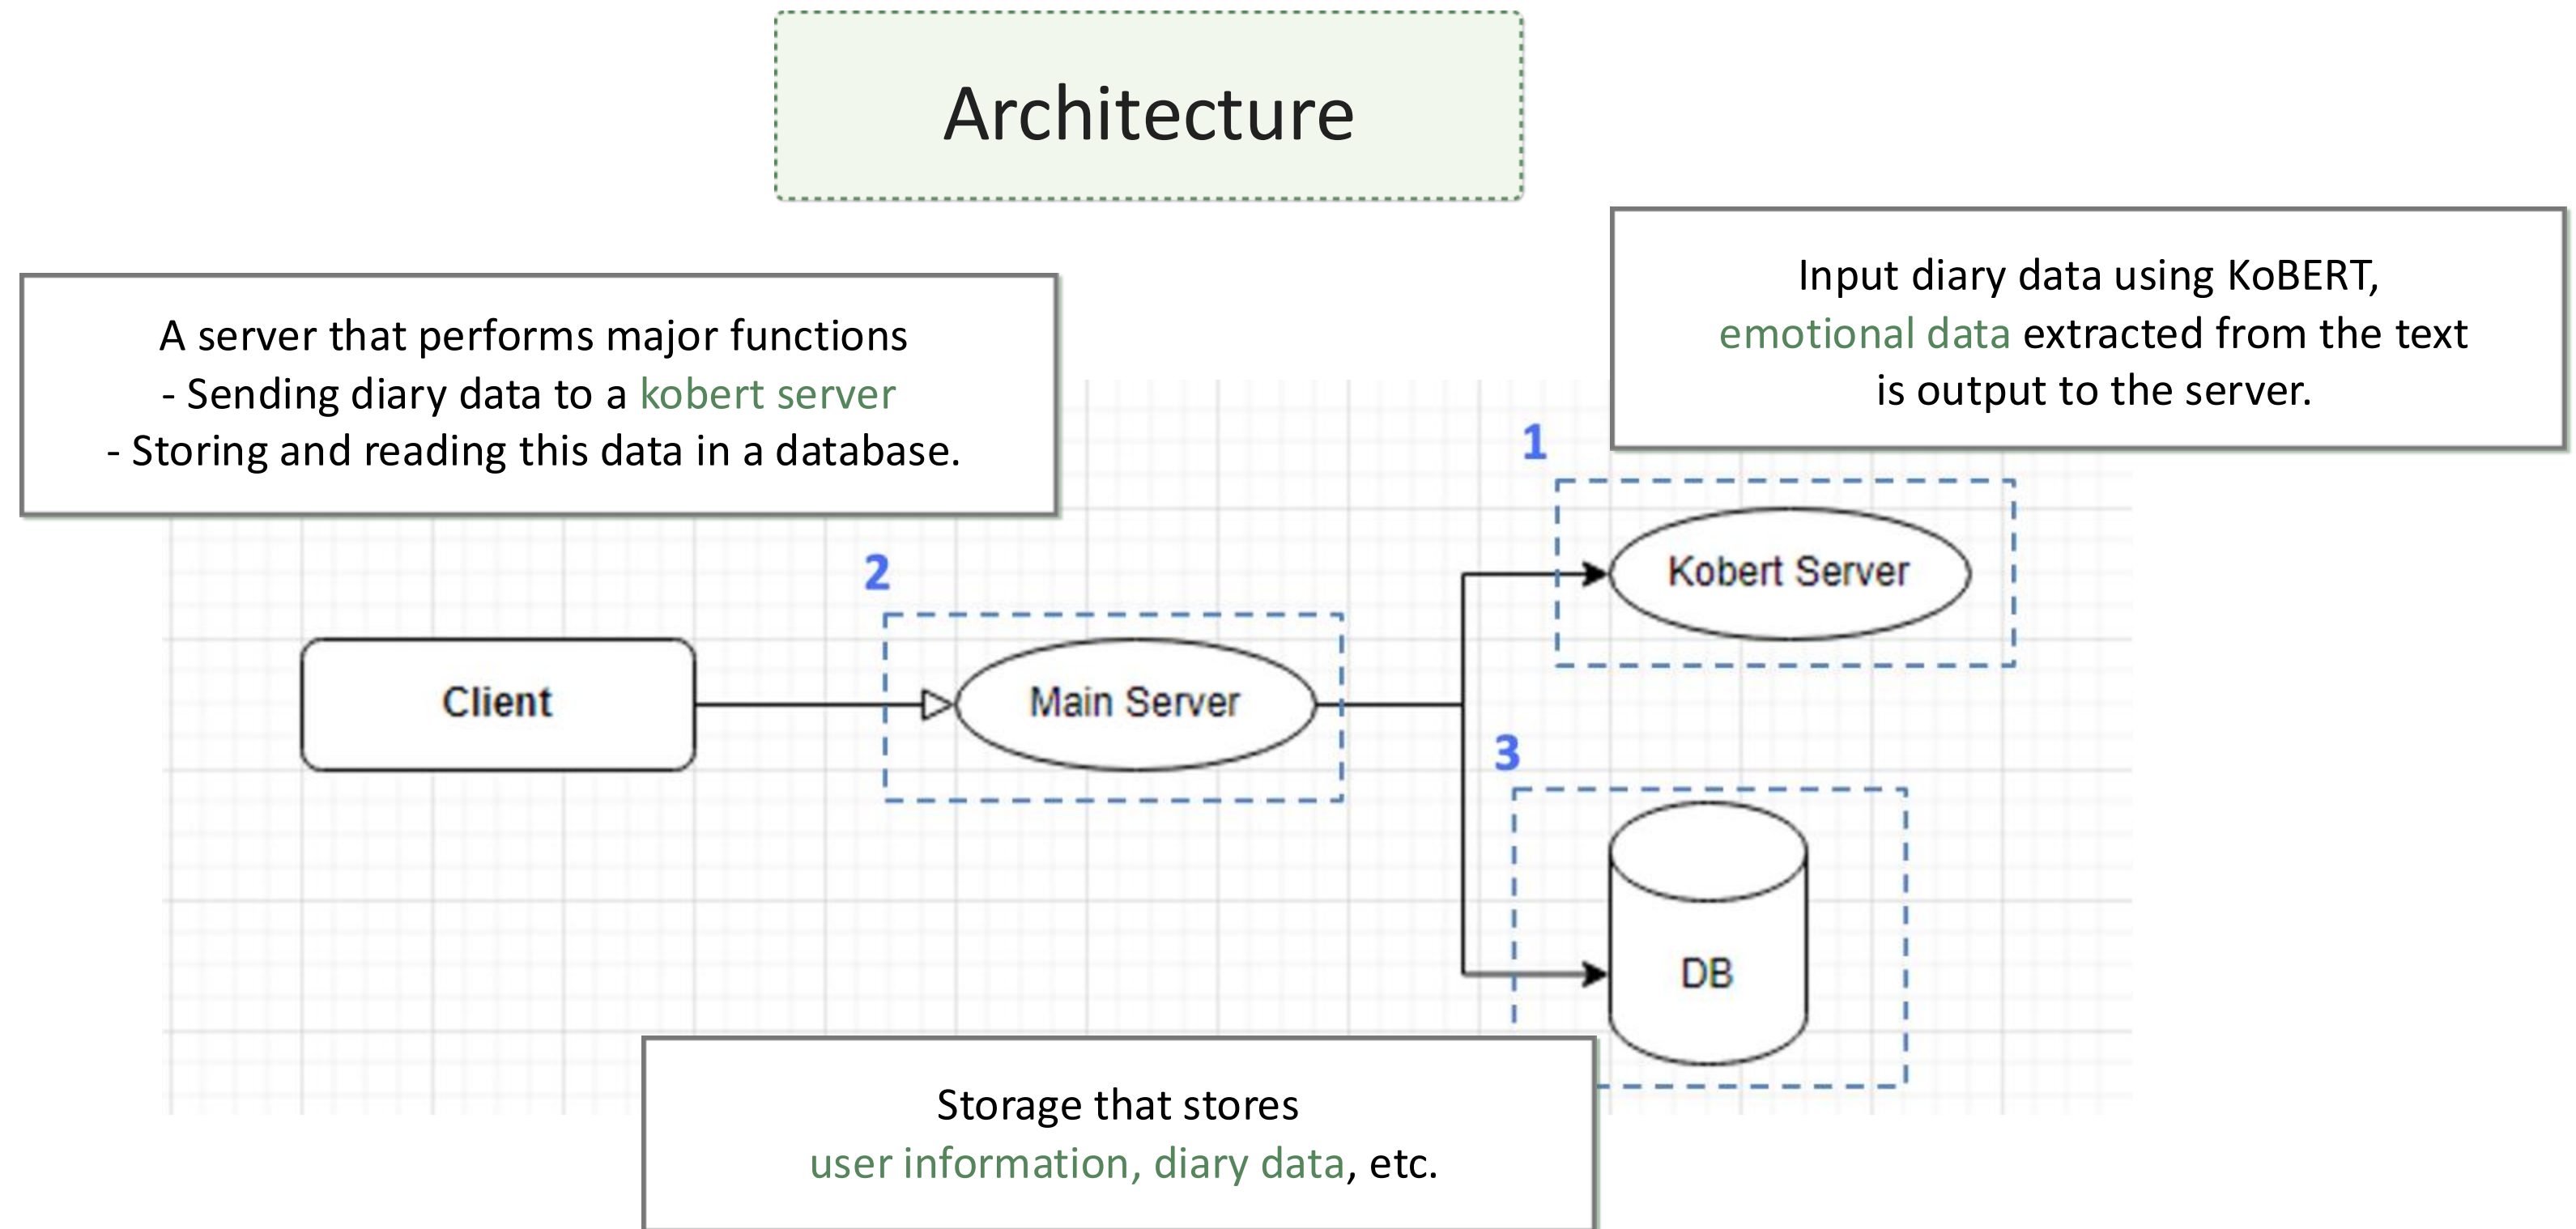 Architecture
Input diary data using KoBERT,
emotional data extracted from the text
is output to the server.
A server that performs major functions
- Sending diary data to a kobert server
- Storing and reading this data in a database.
1
Kobert Server
2
Client
Main Server
3
DB
Storage that stores
user information, diary data, etc.